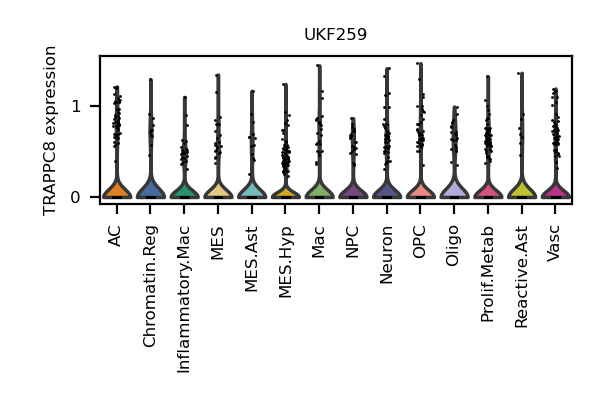 UKF259
TRAPPC8 expression
1
0
AC
Chromatin.Reg
Inflammatory.Mac
MES
MES.Ast
MES.Hyp
Mac
NPC
Neuron
OPC
Oligo
Prolif.Metab
Reactive.Ast
Vasc